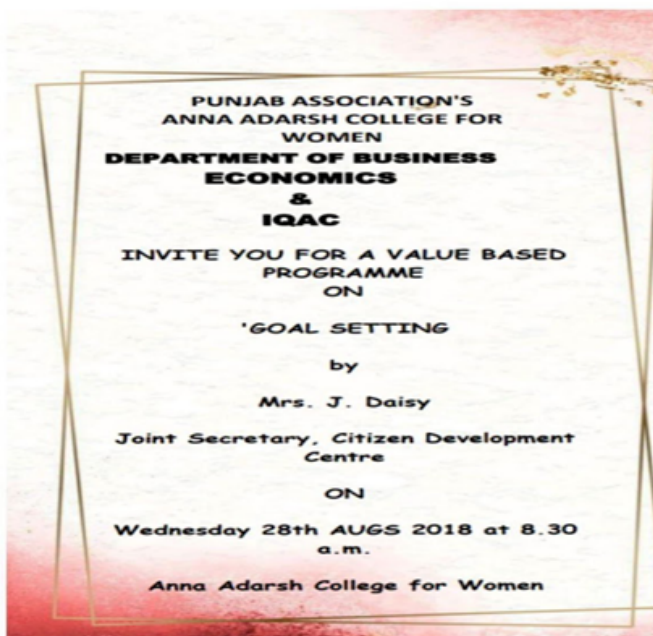 PUNJAB ASSOCIATION'S
ANNA ADARSH COLLEGE FOR
WOMEN
DEPARTMENT OF BUSINESS
ECONOMICS
&
IQAC
INVITE YOU FOR A VALUE BASED
PROGRAMME
ON
'GOAL SETTING
by
Mrs. J. Daisy
Joint Secretary, Citizen Development
Centre
ON
Wednesday 28th AUGS 2018 at 8.30
a.m.
Anna Adarsh College for Women